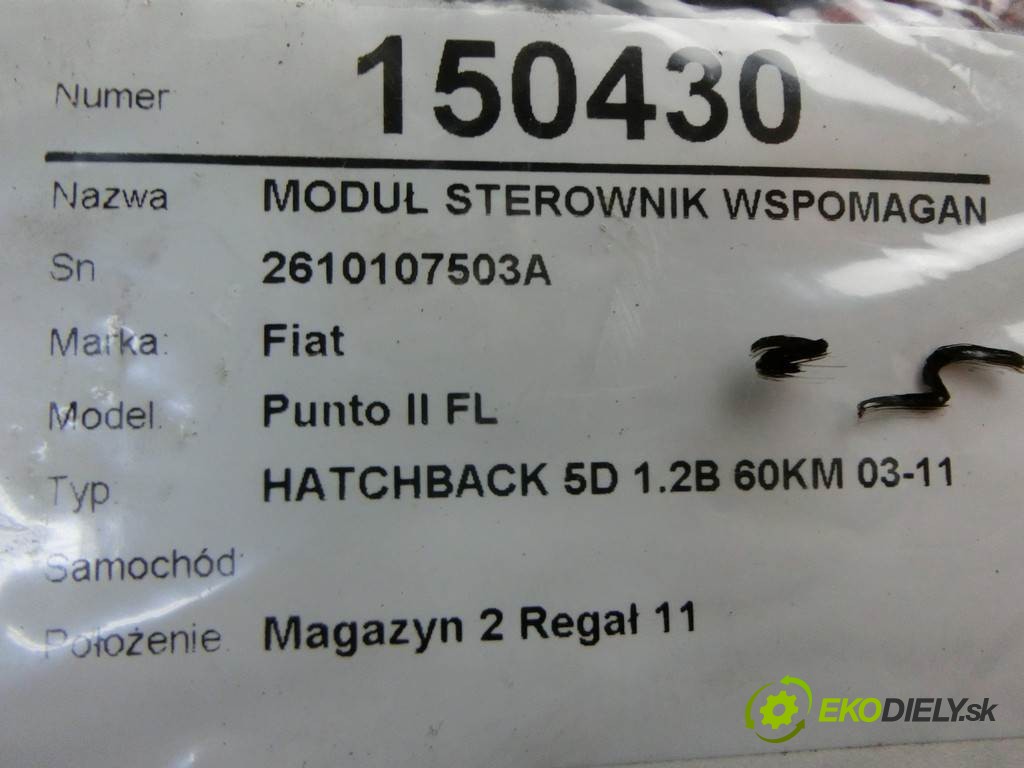 Numer 150430
Nazwa MODUŁ STEROWNIK WSPOMAGAN
Sn 2610107503A
Marka: Fiat
Model. Punto II FL
Typ. HATCHBACK 5D 1.2B 60KM 03-11
Samochód
Położenie. Magazyn 2 Regał 11
EKODIELY.sk